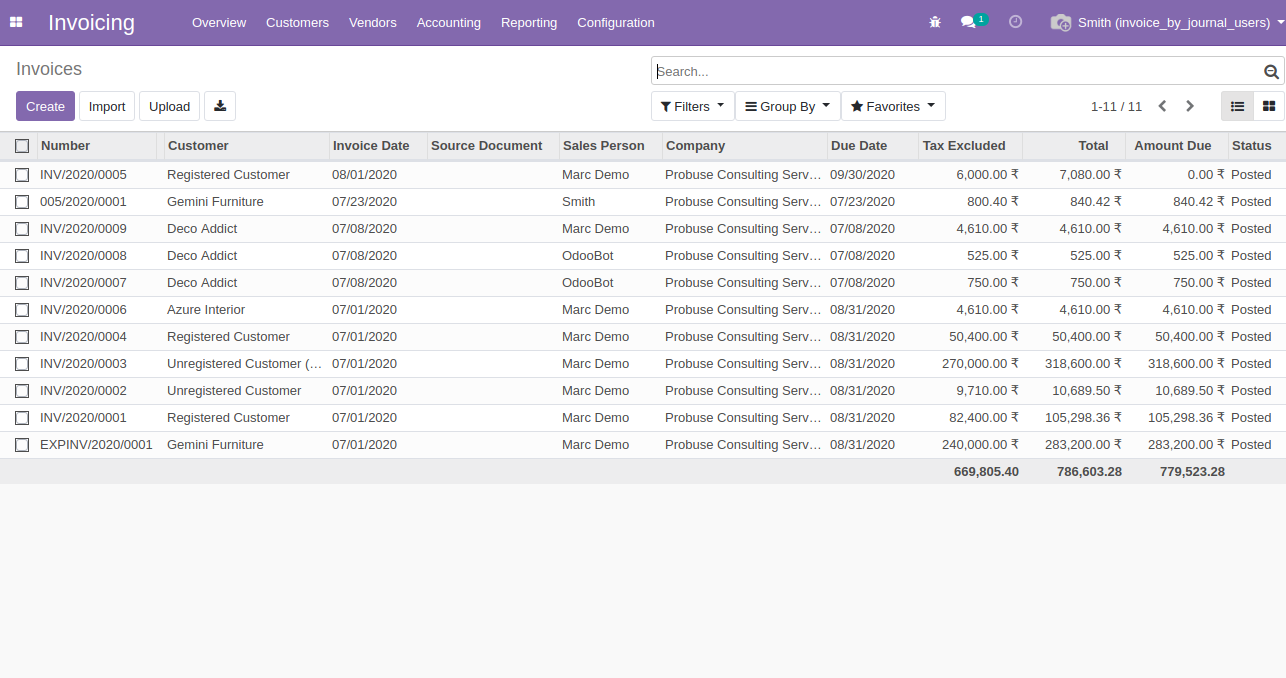 Invoicing Overview Customers Vendors Accounting Reporting Configuration 1 Smith (invoice_by_journal_users)
Invoices
Search...
Create Import Upload Filters Group By Favorites 1-11 / 11
Number Customer Invoice Date Source Document Sales Person Company Due Date Tax Excluded Total Amount Due Status
INV/2020/0005 Registered Customer 08/01/2020 Marc Demo Probuse Consulting Serv... 09/30/2020 6,000.00 ₹ 7,080.00 ₹ 0.00 ₹ Posted
005/2020/0001 Gemini Furniture 07/23/2020 Smith Probuse Consulting Serv... 07/23/2020 800.40 ₹ 840.42 ₹ 840.42 ₹ Posted
INV/2020/0009 Deco Addict 07/08/2020 Marc Demo Probuse Consulting Serv... 07/08/2020 4,610.00 ₹ 4,610.00 ₹ 4,610.00 ₹ Posted
INV/2020/0008 Deco Addict 07/08/2020 OdooBot Probuse Consulting Serv... 07/08/2020 525.00 ₹ 525.00 ₹ 525.00 ₹ Posted
INV/2020/0007 Deco Addict 07/08/2020 OdooBot Probuse Consulting Serv... 07/08/2020 750.00 ₹ 750.00 ₹ 750.00 ₹ Posted
INV/2020/0006 Azure Interior 07/01/2020 Marc Demo Probuse Consulting Serv... 08/31/2020 4,610.00 ₹ 4,610.00 ₹ 4,610.00 ₹ Posted
INV/2020/0004 Registered Customer 07/01/2020 Marc Demo Probuse Consulting Serv... 08/31/2020 50,400.00 ₹ 50,400.00 ₹ 50,400.00 ₹ Posted
INV/2020/0003 Unregistered Customer (... 07/01/2020 Marc Demo Probuse Consulting Serv... 08/31/2020 270,000.00 ₹ 318,600.00 ₹ 318,600.00 ₹ Posted
INV/2020/0002 Unregistered Customer 07/01/2020 Marc Demo Probuse Consulting Serv... 08/31/2020 9,710.00 ₹ 10,689.50 ₹ 10,689.50 ₹ Posted
INV/2020/0001 Registered Customer 07/01/2020 Marc Demo Probuse Consulting Serv... 08/31/2020 82,400.00 ₹ 105,298.36 ₹ 105,298.36 ₹ Posted
EXPINV/2020/0001 Gemini Furniture 07/01/2020 Marc Demo Probuse Consulting Serv... 08/31/2020 240,000.00 ₹ 283,200.00 ₹ 283,200.00 ₹ Posted
669,805.40 786,603.28 779,523.28